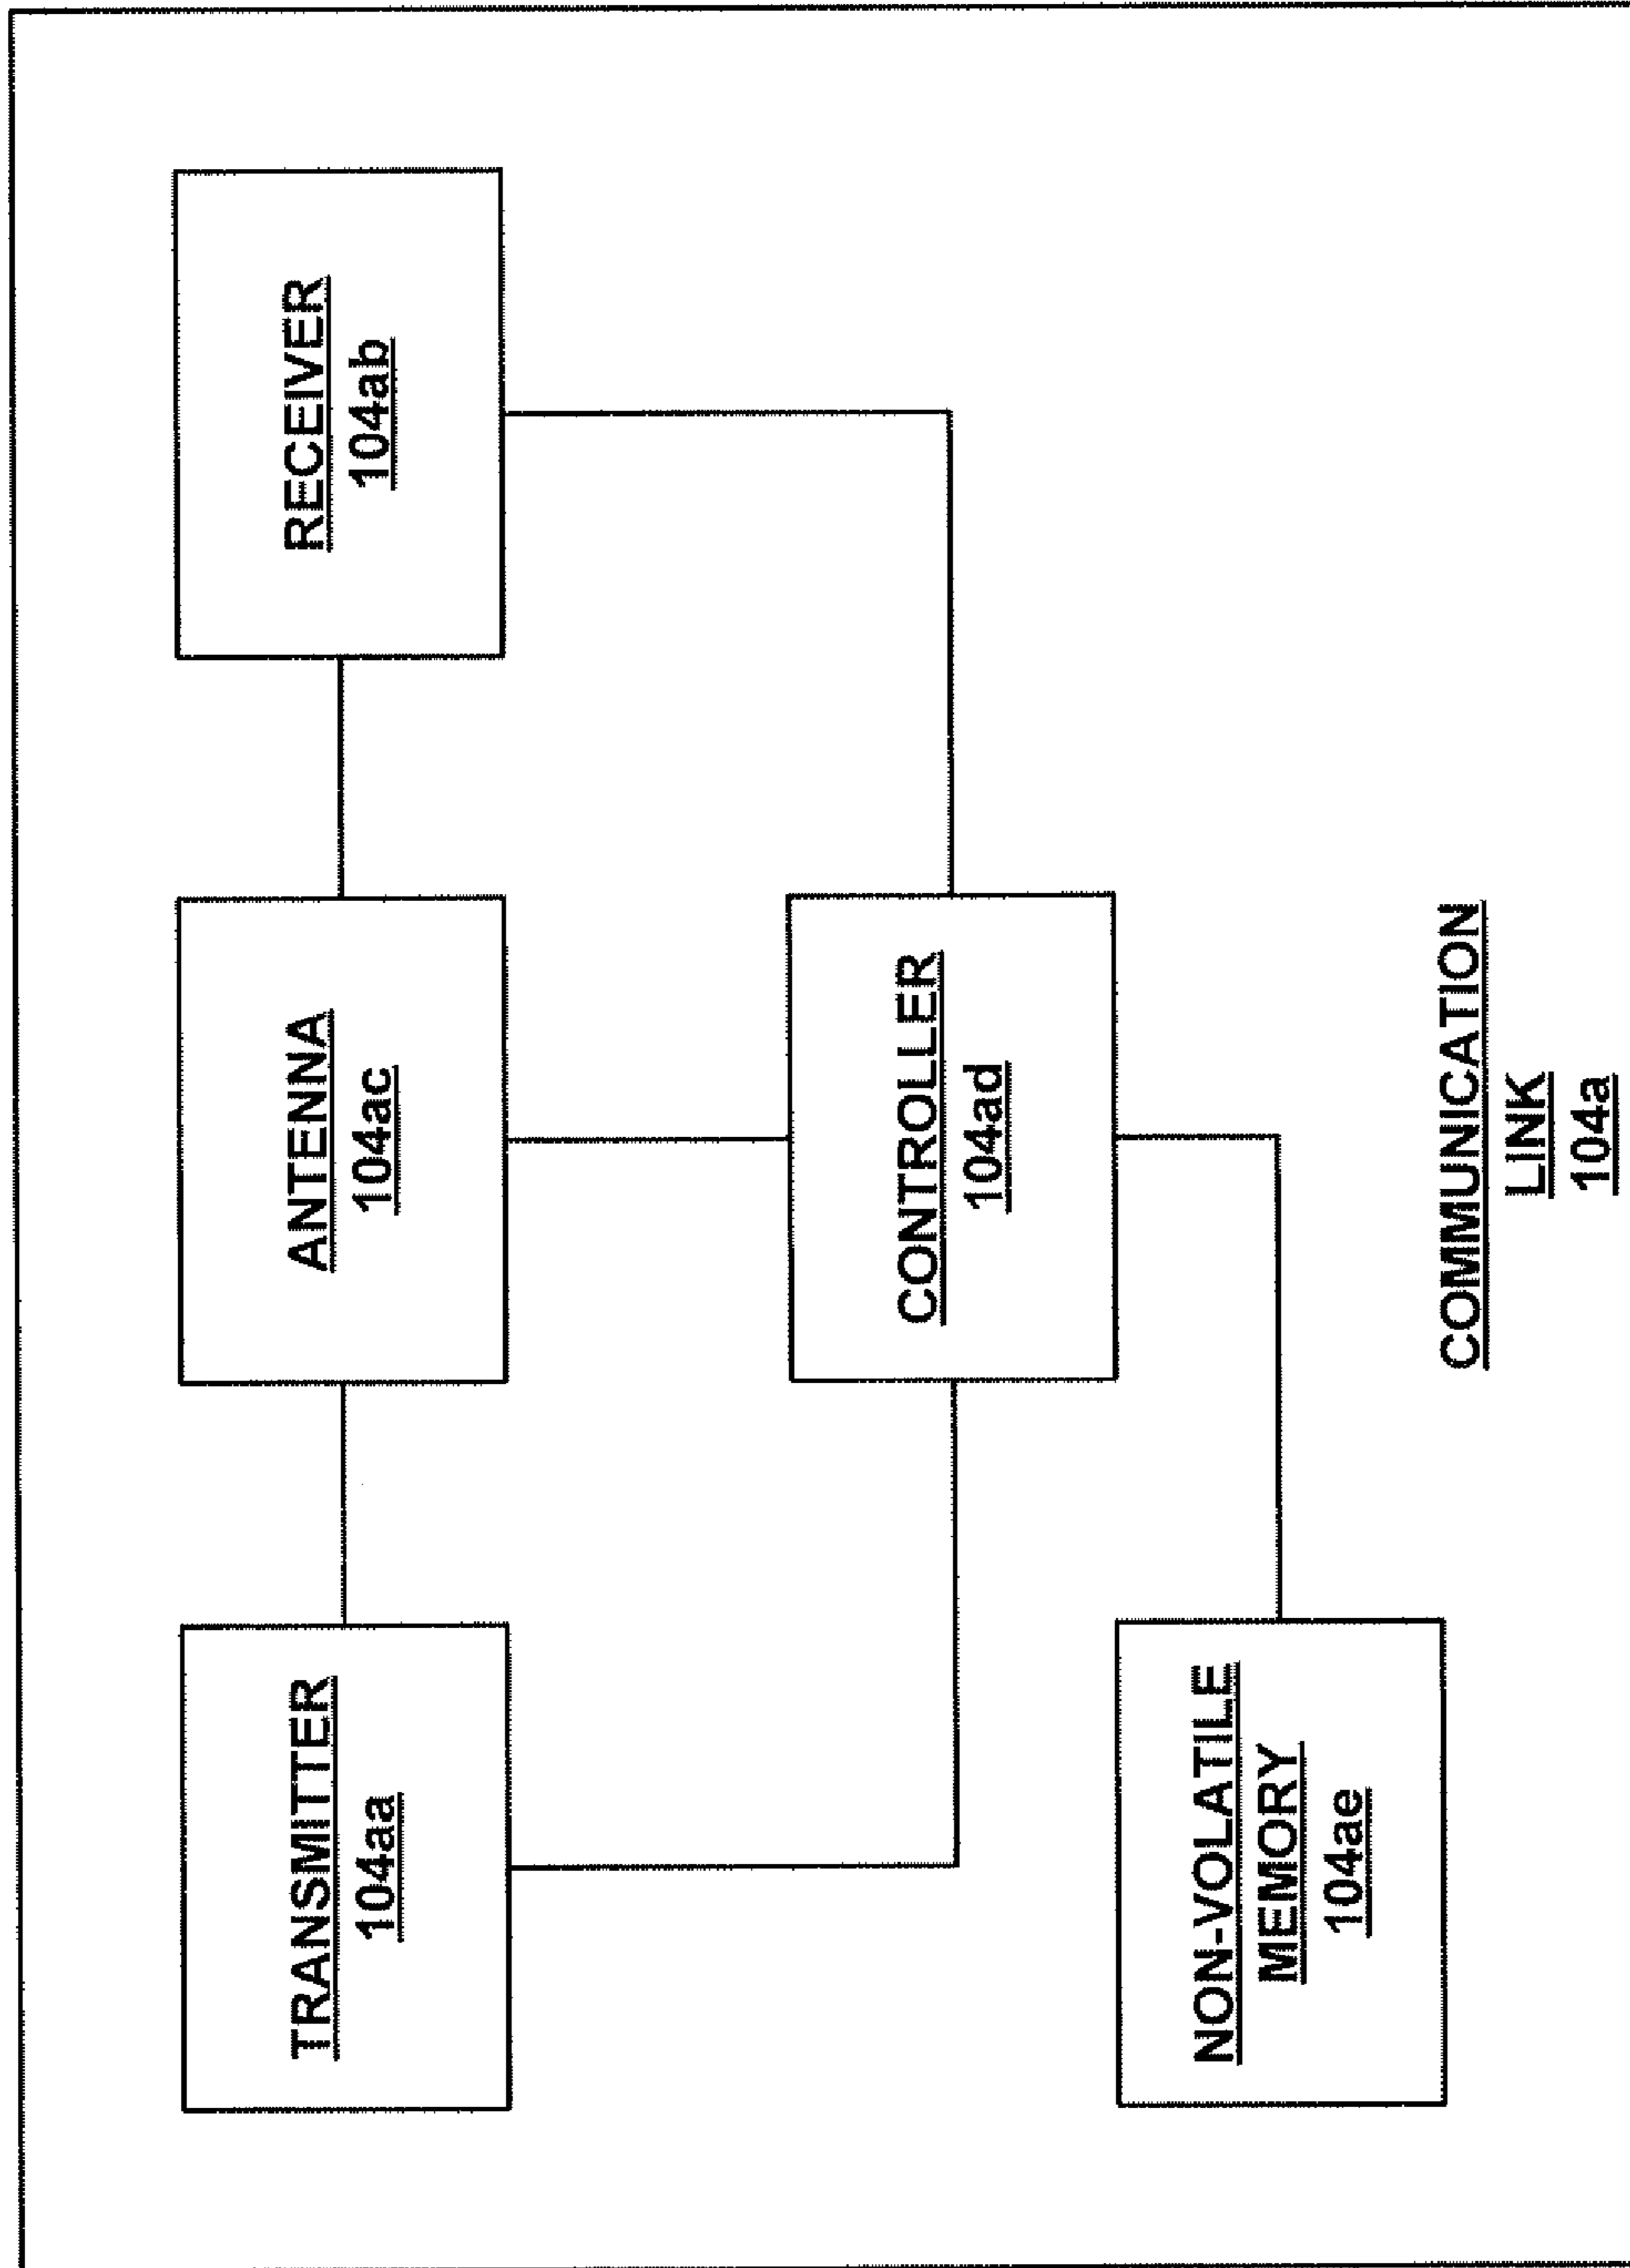 TRANSMITTER
104aa
ANTENNA
104ac
RECEIVER
104ab
CONTROLLER
104ad
NON-VOLATILE
MEMORY
104ae
COMMUNICATION
LINK
104a